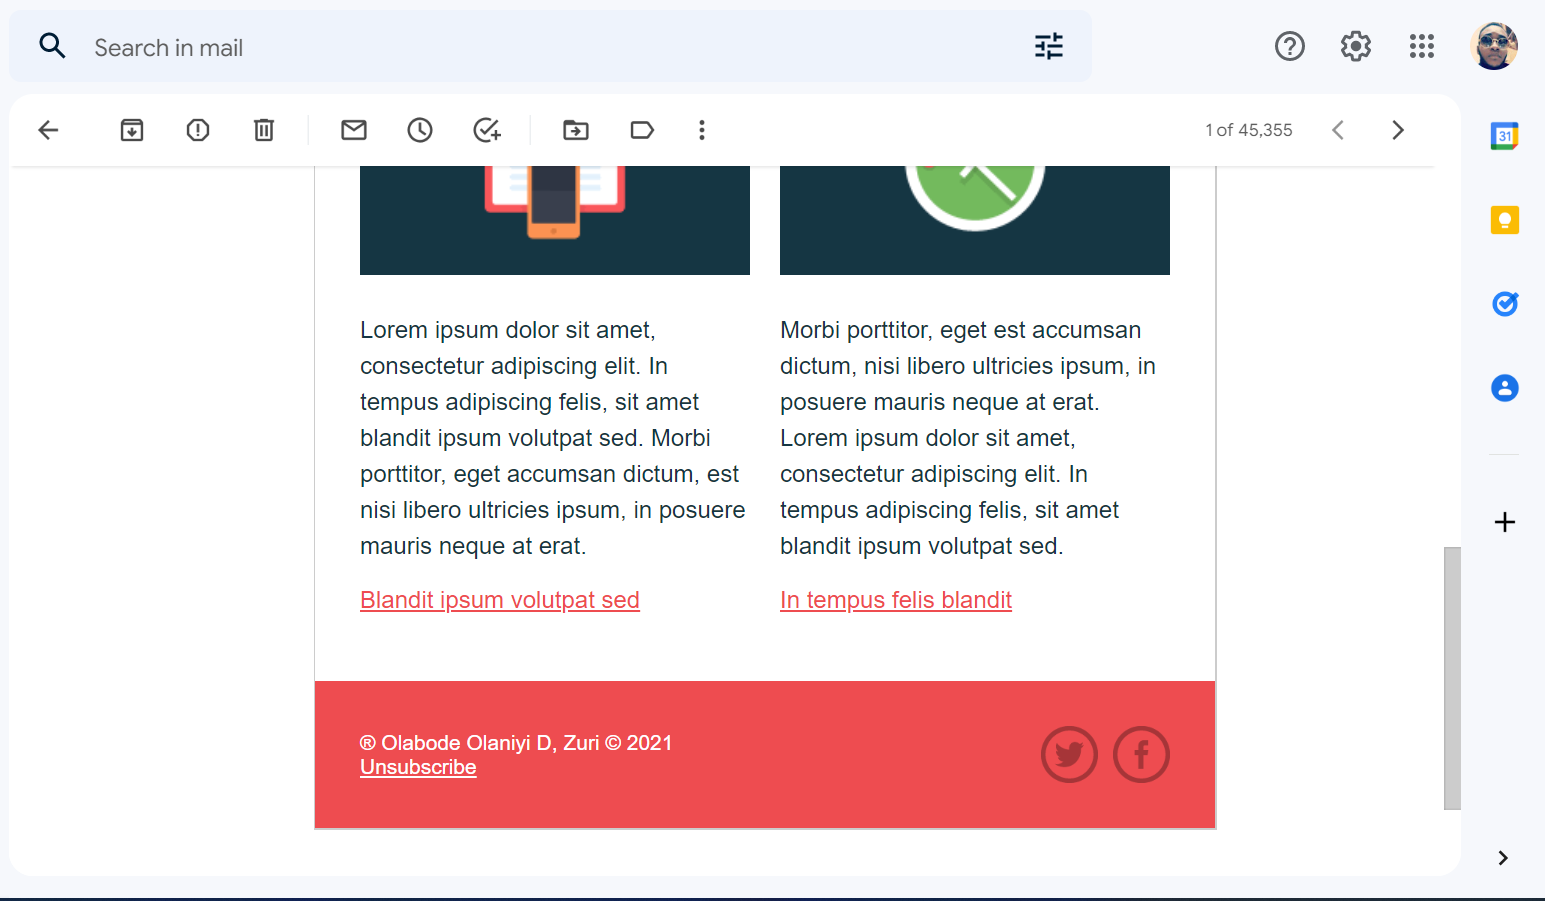 Search in mail
1 of 45,355
31
Lorem ipsum dolor sit amet,
consectetur adipiscing elit. In
tempus adipiscing felis, sit amet
blandit ipsum volutpat sed. Morbi
porttitor, eget accumsan dictum, est
nisi libero ultricies ipsum, in posuere
mauris neque at erat.
Blandit ipsum volutpat sed
Morbi porttitor, eget est accumsan
dictum, nisi libero ultricies ipsum, in
posuere mauris neque at erat.
Lorem ipsum dolor sit amet,
consectetur adipiscing elit. In
tempus adipiscing felis, sit amet
blandit ipsum volutpat sed.
In tempus felis blandit
® Olabode Olaniyi D, Zuri © 2021
Unsubscribe